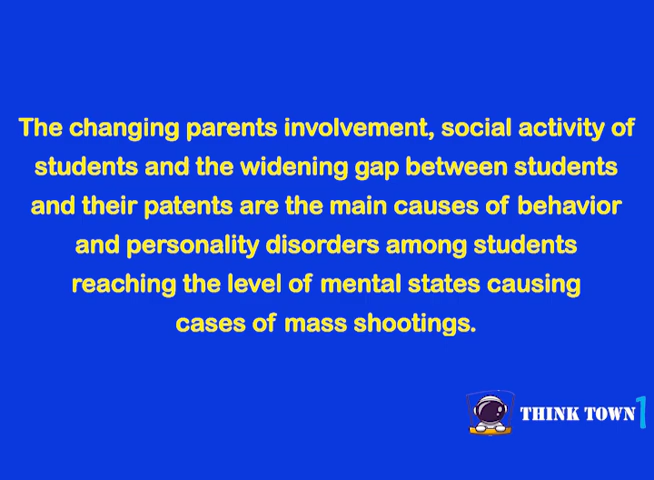 The changing parents involvement, social activity of
students and the widening gap between students
and their patents are the main causes of behavior
and personality disorders among students
reaching the level of mental states causing
cases of mass shootings.
THINK TOWN1